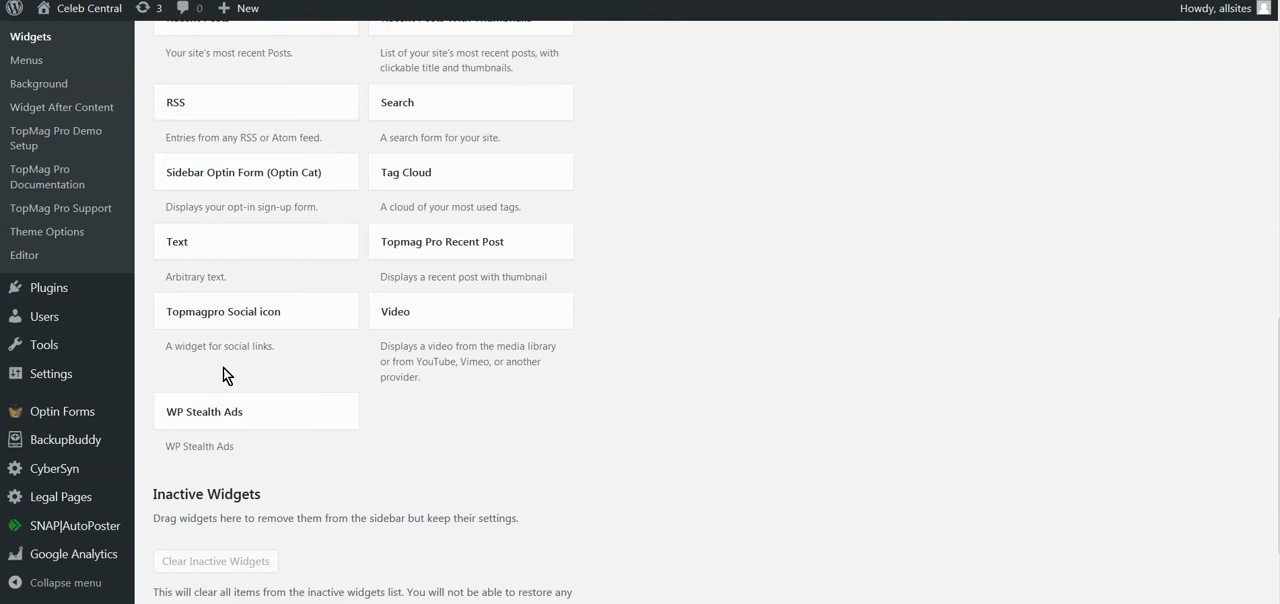 Celeb Central 3 0 New Howdy, allsites
Widgets
Menus
Background
Widget After Content
TopMag Pro Demo
Setup
TopMag Pro
Documentation
TopMag Pro Support
Theme Options
Editor
Plugins
Users
Tools
Settings
Optin Forms
BackupBuddy
CyberSyn
Legal Pages
SNAP|AutoPoster
Google Analytics
Collapse menu
Recent Posts
Your site's most recent Posts.
Recent Posts With Thumbnails
List of your site's most recent posts, with
clickable title and thumbnails.
RSS
Entries from any RSS or Atom feed.
Search
A search form for your site.
Sidebar Optin Form (Optin Cat)
Displays your opt-in sign-up form.
Tag Cloud
A cloud of your most used tags.
Text
Arbitrary text.
Topmag Pro Recent Post
Displays a recent post with thumbnail
Topmagpro Social icon
A widget for social links.
Video
Displays a video from the media library
or from YouTube, Vimeo, or another
provider.
WP Stealth Ads
WP Stealth Ads
Inactive Widgets
Drag widgets here to remove them from the sidebar but keep their settings.
Clear Inactive Widgets
This will clear all items from the inactive widgets list. You will not be able to restore any